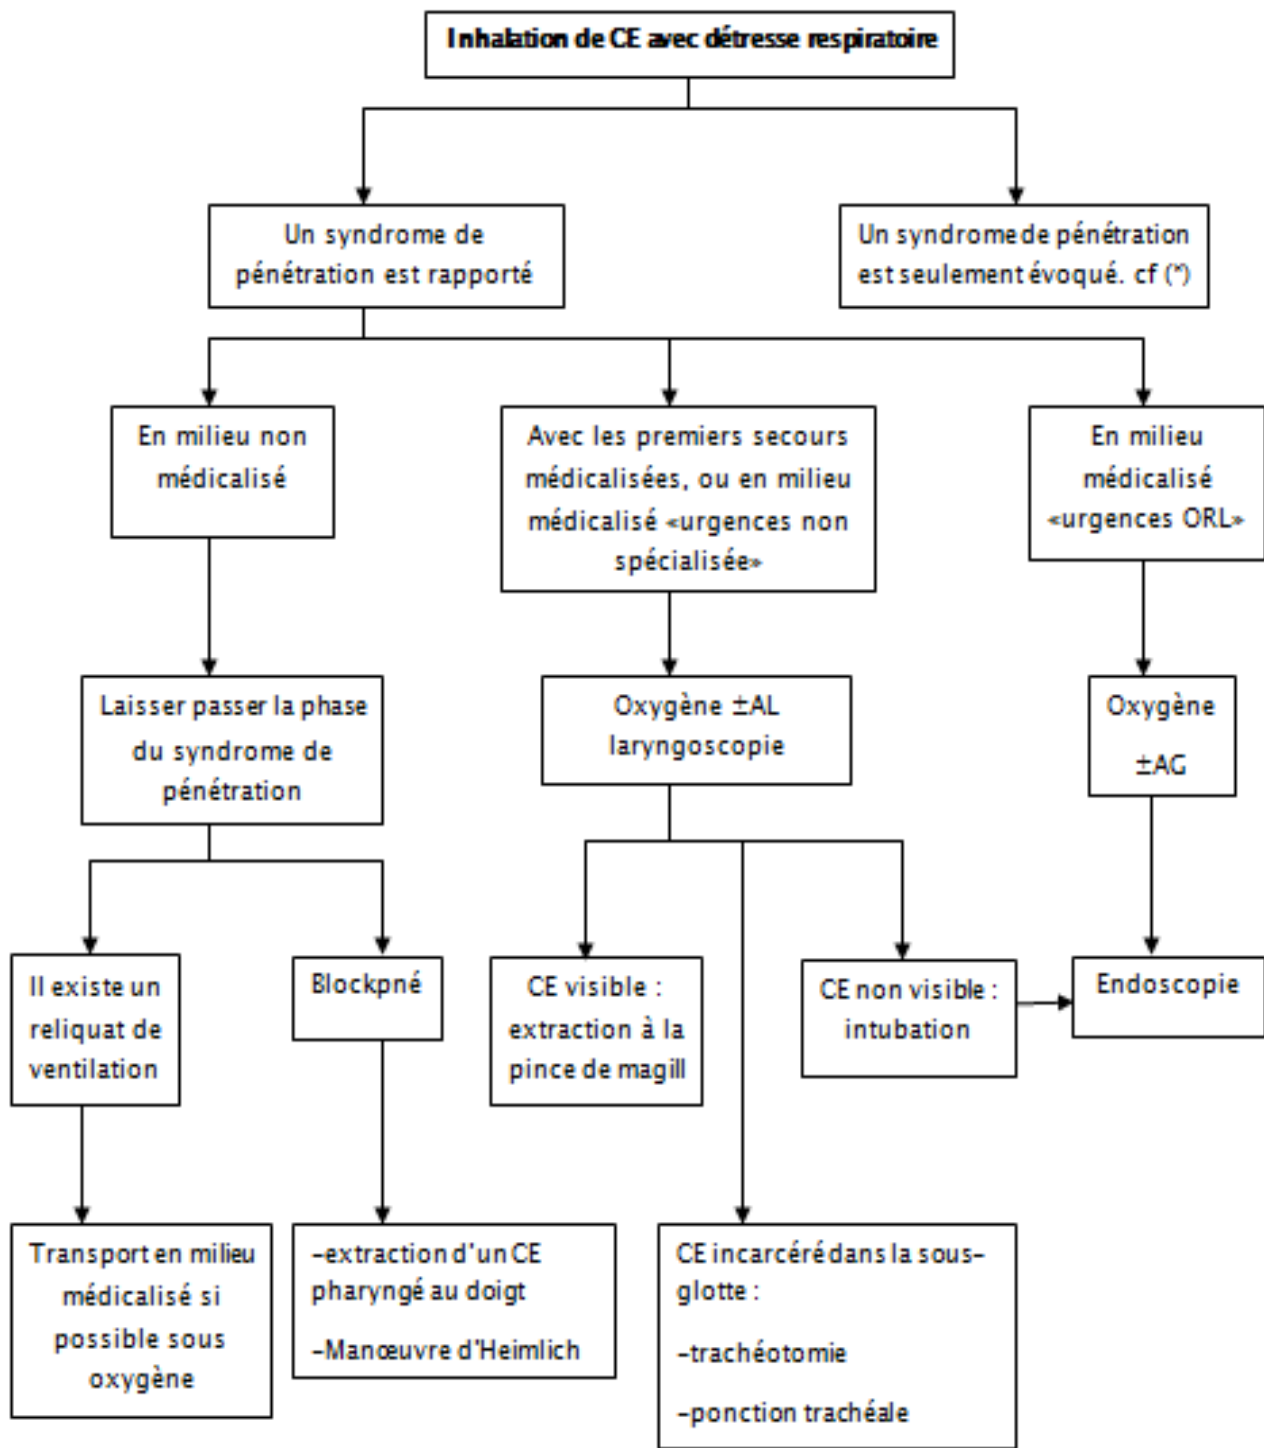 Inhalation de CE avec détresse respiratoire
Un syndrome de
pénétration est rapporté
Un syndrome de pénétration
est seulement évoqué. cf (*)
En milieu non
médicalisé
Avec les premiers secours
médicalisées, ou en milieu
médicalisé «urgences non
spécialisée»
En milieu
médicalisé
«urgences ORL»
Laisser passer la phase
du syndrome de
pénétration
Oxygène ±AL
laryngoscopie
Oxygène
±AG
Il existe un
reliquat de
ventilation
Blockpné
CE visible :
extraction à la
pince de magill
CE non visible :
intubation
Endoscopie
Transport en milieu
médicalisé si
possible sous
oxygène
-extraction d'un CE
pharyngé au doigt
-Manœuvre d'Heimlich
CE incarcéré dans la sous-
glotte :
-trachéotomie
-ponction trachéale